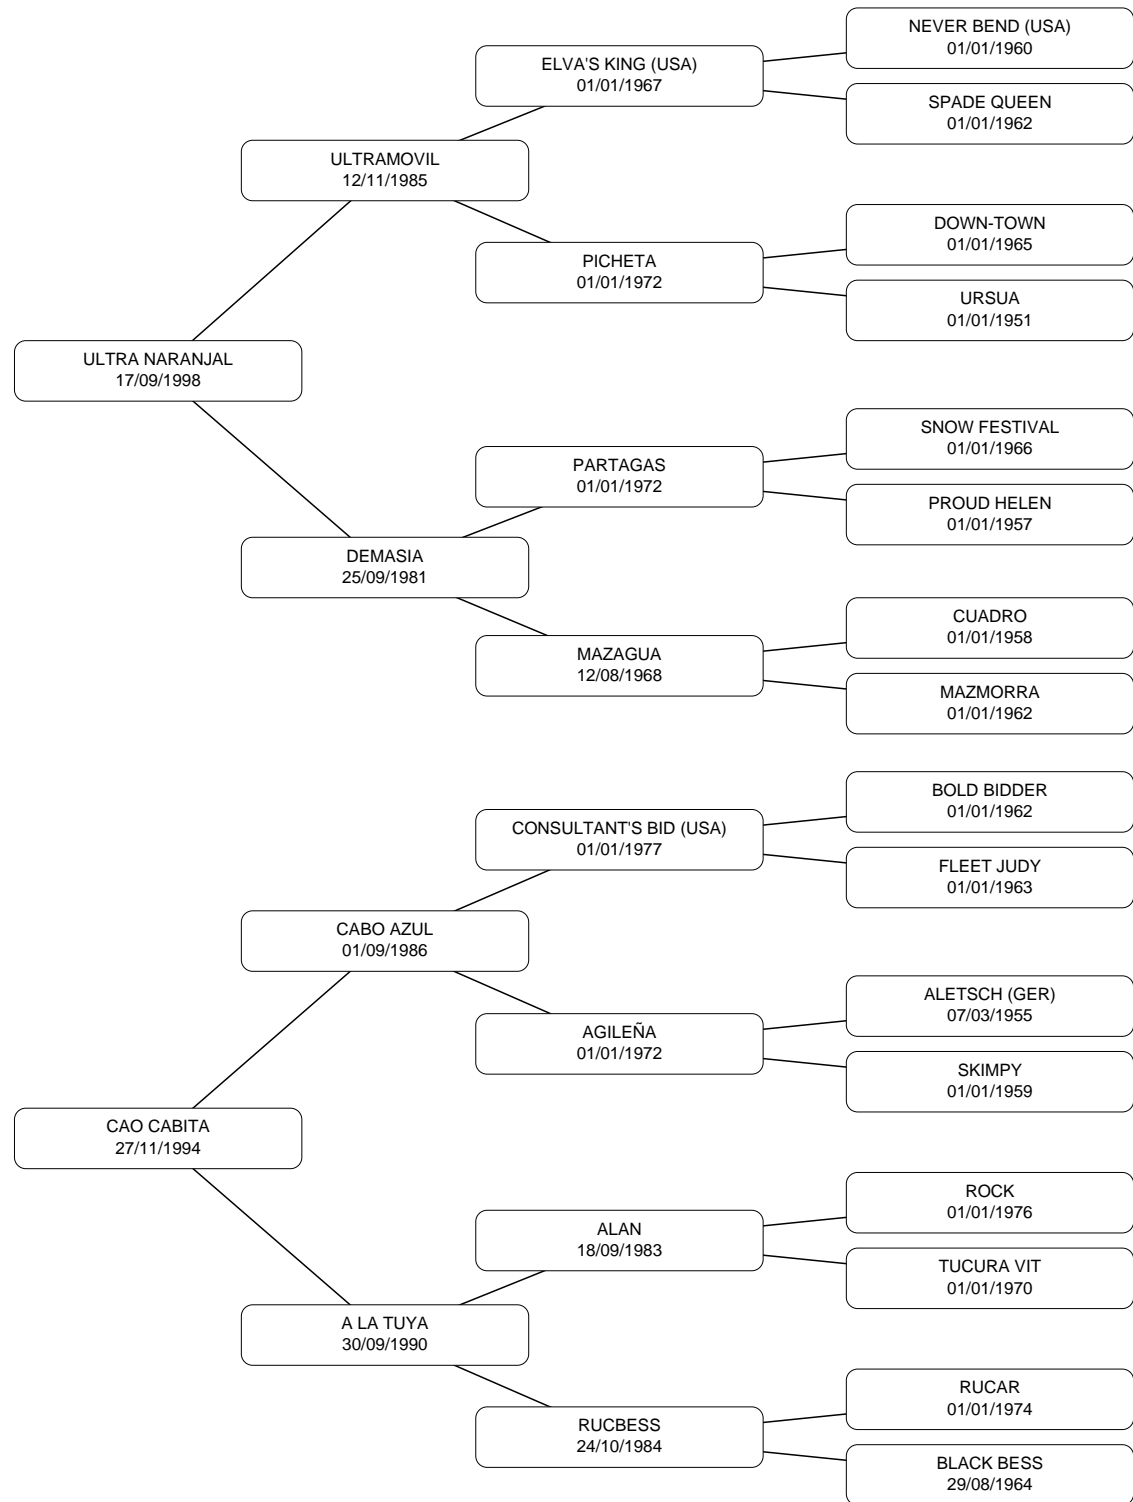 NEVER BEND (USA)
01/01/1960
ELVA'S KING (USA)
01/01/1967
SPADE QUEEN
01/01/1962
ULTRAMOVIL
12/11/1985
DOWN-TOWN
01/01/1965
PICHETA
01/01/1972
URSUA
01/01/1951
ULTRA NARANJAL
17/09/1998
SNOW FESTIVAL
01/01/1966
PARTAGAS
01/01/1972
PROUD HELEN
01/01/1957
DEMASIA
25/09/1981
CUADRO
01/01/1958
MAZAGUA
12/08/1968
MAZMORRA
01/01/1962
BOLD BIDDER
01/01/1962
CONSULTANT'S BID (USA)
01/01/1977
FLEET JUDY
01/01/1963
CABO AZUL
01/09/1986
ALETSCH (GER)
07/03/1955
AGILEÑA
01/01/1972
SKIMPY
01/01/1959
CAO CABITA
27/11/1994
ROCK
01/01/1976
ALAN
18/09/1983
TUCURA VIT
01/01/1970
A LA TUYA
30/09/1990
RUCAR
01/01/1974
RUCBESS
24/10/1984
BLACK BESS
29/08/1964